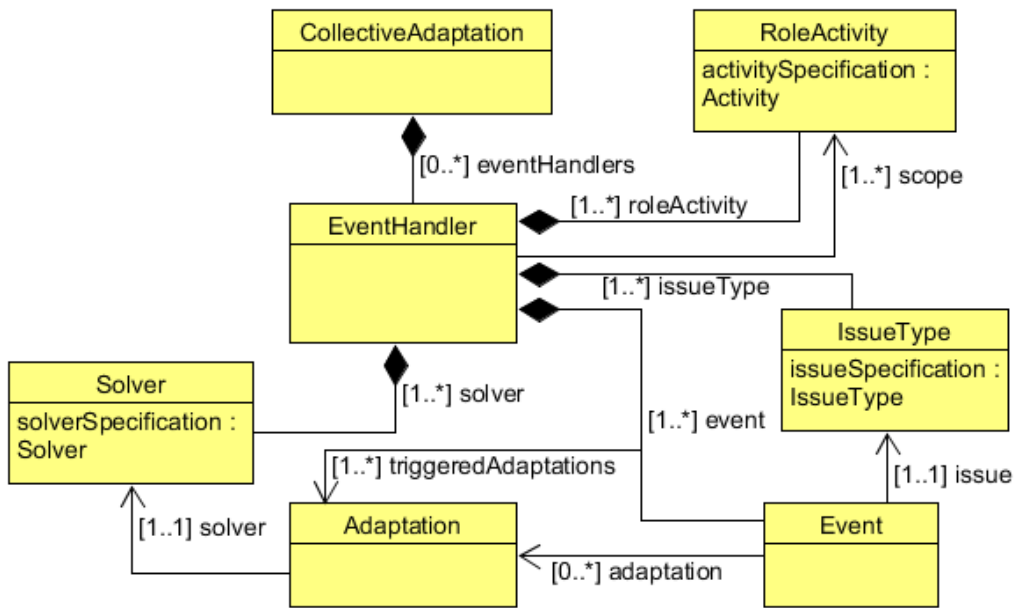 CollectiveAdaptation
RoleActivity
activitySpecification :
Activity
[0..*] eventHandlers
[1..*] scope
[1..*] roleActivity
EventHandler
[1..*] issueType
IssueType
issueSpecification :
IssueType
Solver
solverSpecification :
Solver
[1..*] solver
[1..*] event
[1..*] triggeredAdaptations
[1..1] issue
[1..1] solver
Adaptation
Event
[0..*] adaptation